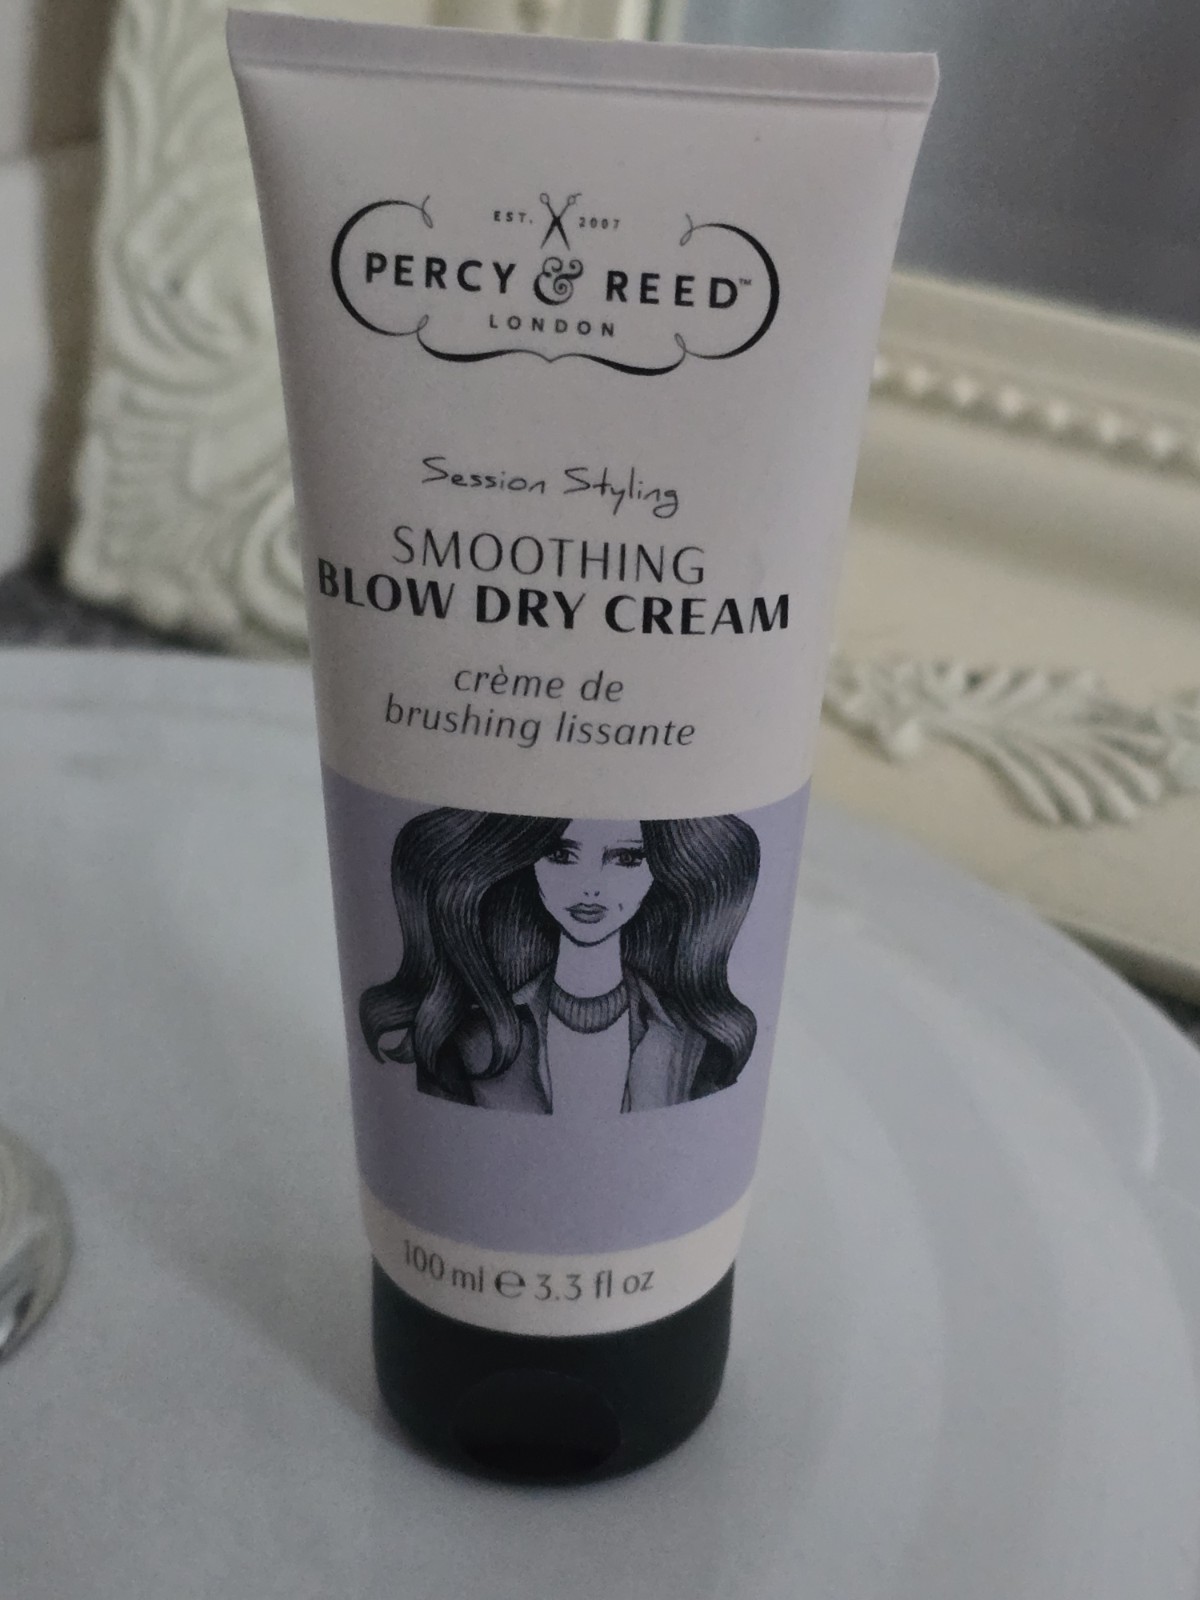 EST. 2007
PERCY & REED™
LONDON
Session Styling
SMOOTHING
BLOW DRY CREAM
crème de
brushing lissante
100 ml ℮ 3.3 fl oz